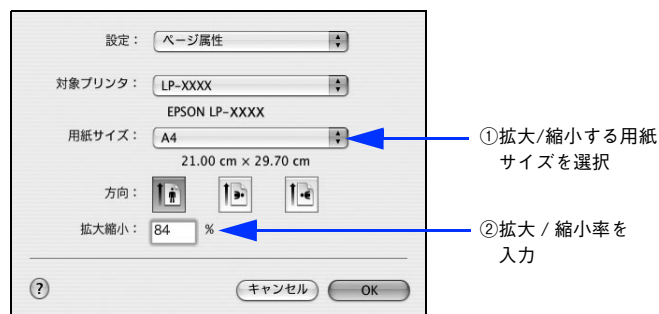 設定： ページ属性
対象プリンタ： LP-XXXX
EPSON LP-XXXX
用紙サイズ： A4
21.00 cm × 29.70 cm
方向：
拡大縮小： 84 %
? キャンセル OK
①拡大/縮小する用紙
サイズを選択
②拡大 / 縮小率を
入力